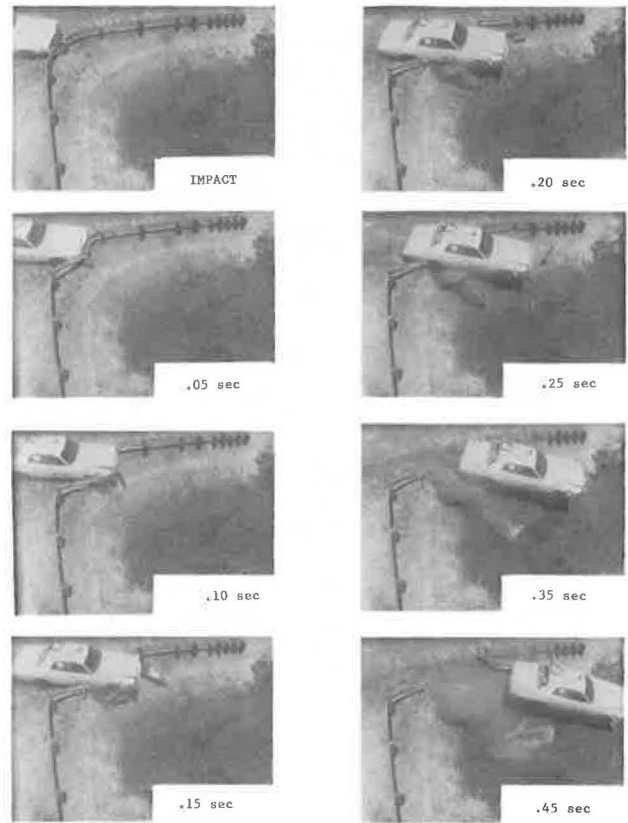 IMPACT
.05 sec
.10 sec
.15 sec
.20 sec
.25 sec
.35 sec
.45 sec